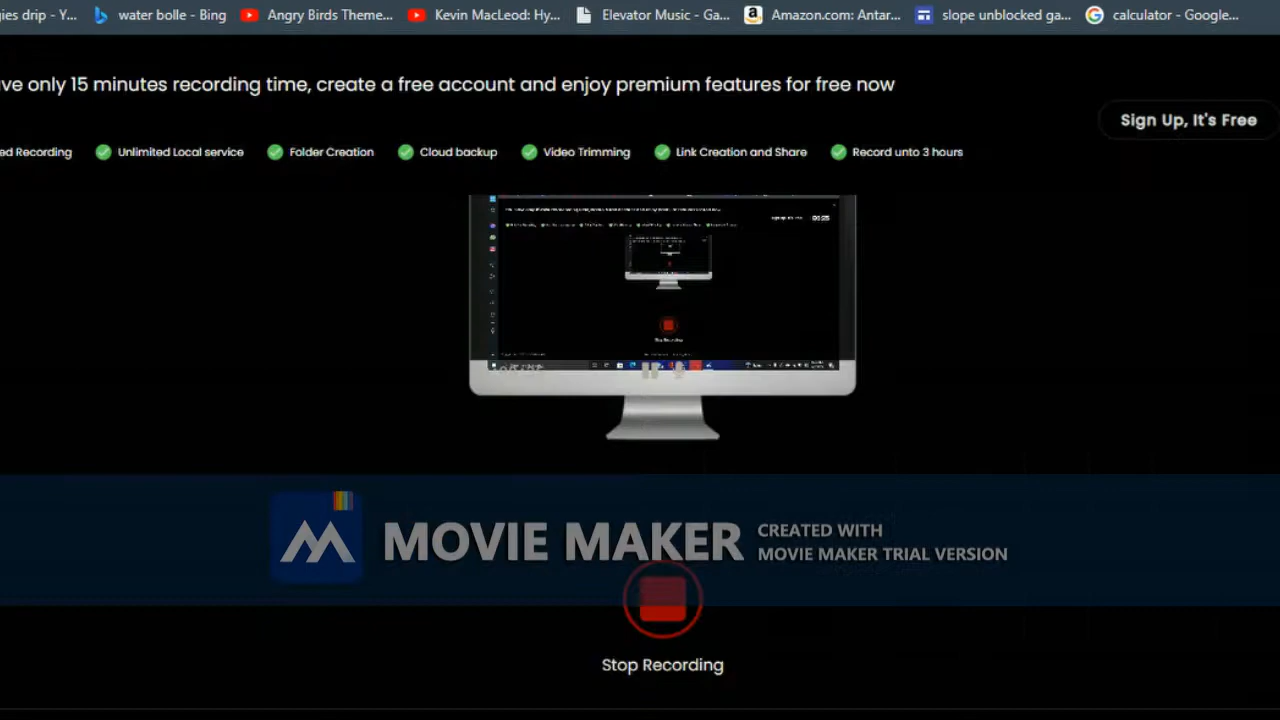 gies drip - Y... water bolle - Bing Angry Birds Theme... Kevin MacLeod: Hy... Elevator Music - Ga... Amazon.com: Antar... slope unblocked ga... calculator - Google...
ve only 15 minutes recording time, create a free account and enjoy premium features for free now
Sign Up, It's Free
ed Recording Unlimited Local service Folder Creation Cloud backup Video Trimming Link Creation and Share Record unto 3 hours
MOVIE MAKER
CREATED WITH
MOVIE MAKER TRIAL VERSION
Stop Recording